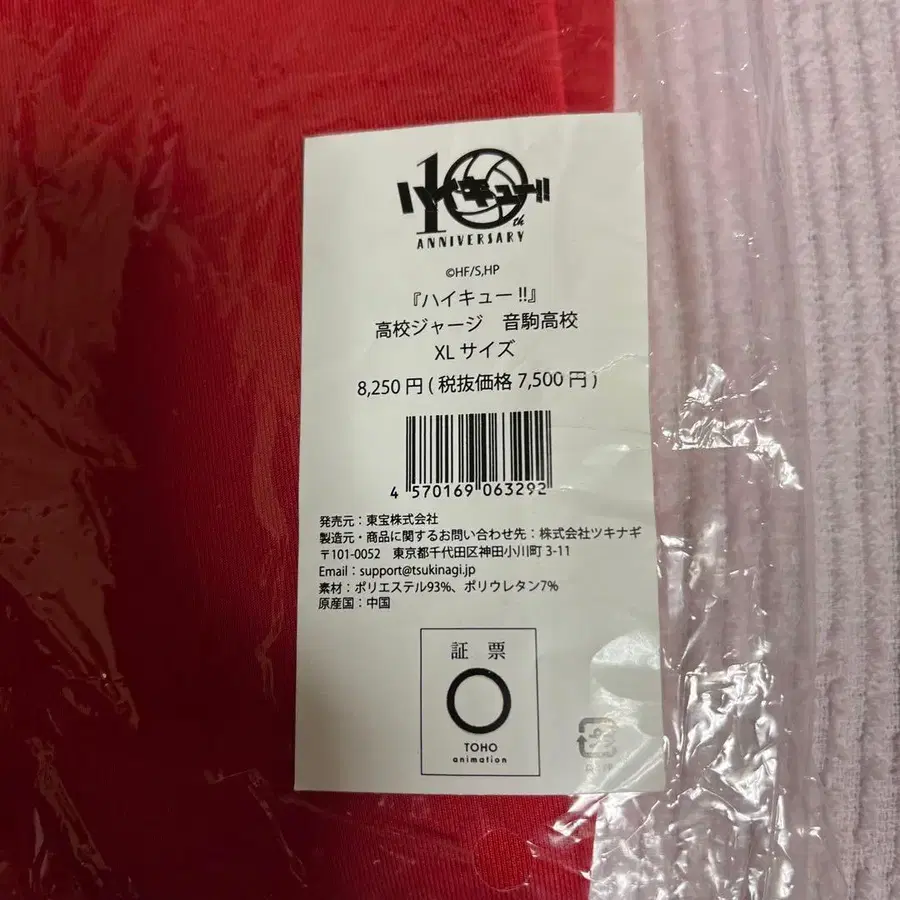 10th
ハイキュー!!
ANNIVERSARY
©HF/S,HP
『ハイキュー!!』
高校ジャージ　音駒高校
XL サイズ
8,250 円 ( 税抜価格 7,500 円 )
4 570169 063292
発売元：東宝株式会社
製造元・商品に関するお問い合わせ先：株式会社ツキナギ
〒101-0052　東京都千代田区神田小川町 3-11
Email：support@tsukinagi.jp
素材：ポリエステル93%、ポリウレタン7%
原産国：中国
証 票
TOHO
animation